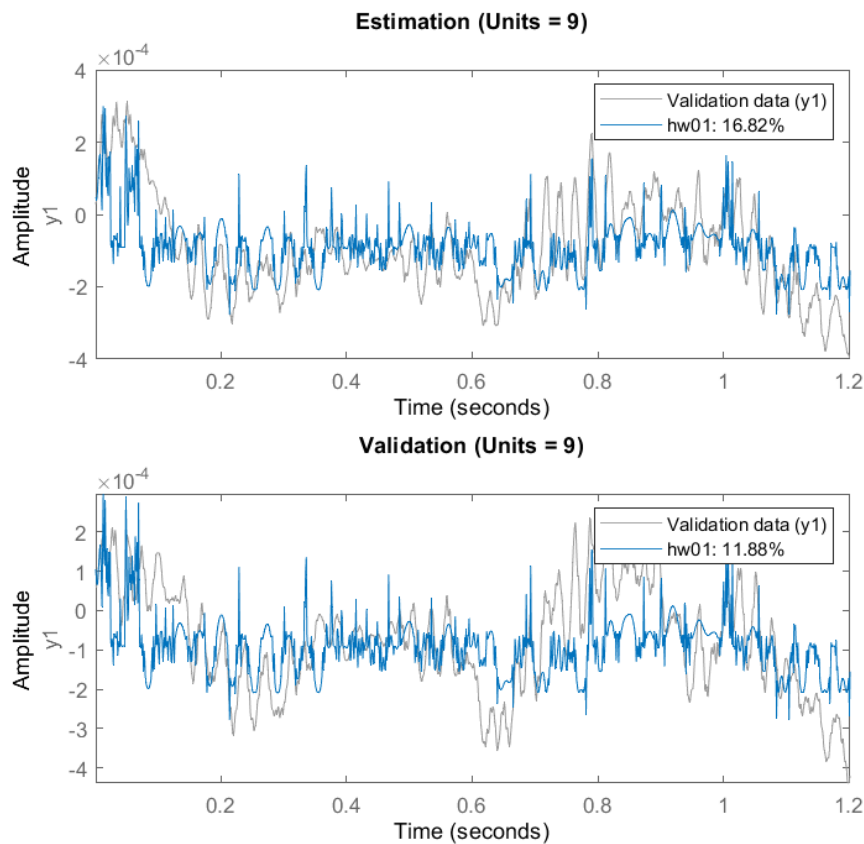 Estimation (Units = 9)
×10⁻⁴
4
2
0
-2
-4
Amplitude
y1
Validation data (y1)
hw01: 16.82%
0.2 0.4 0.6 0.8 1 1.2
Time (seconds)
Validation (Units = 9)
×10⁻⁴
2
1
0
-1
-2
-3
-4
Amplitude
y1
Validation data (y1)
hw01: 11.88%
0.2 0.4 0.6 0.8 1 1.2
Time (seconds)